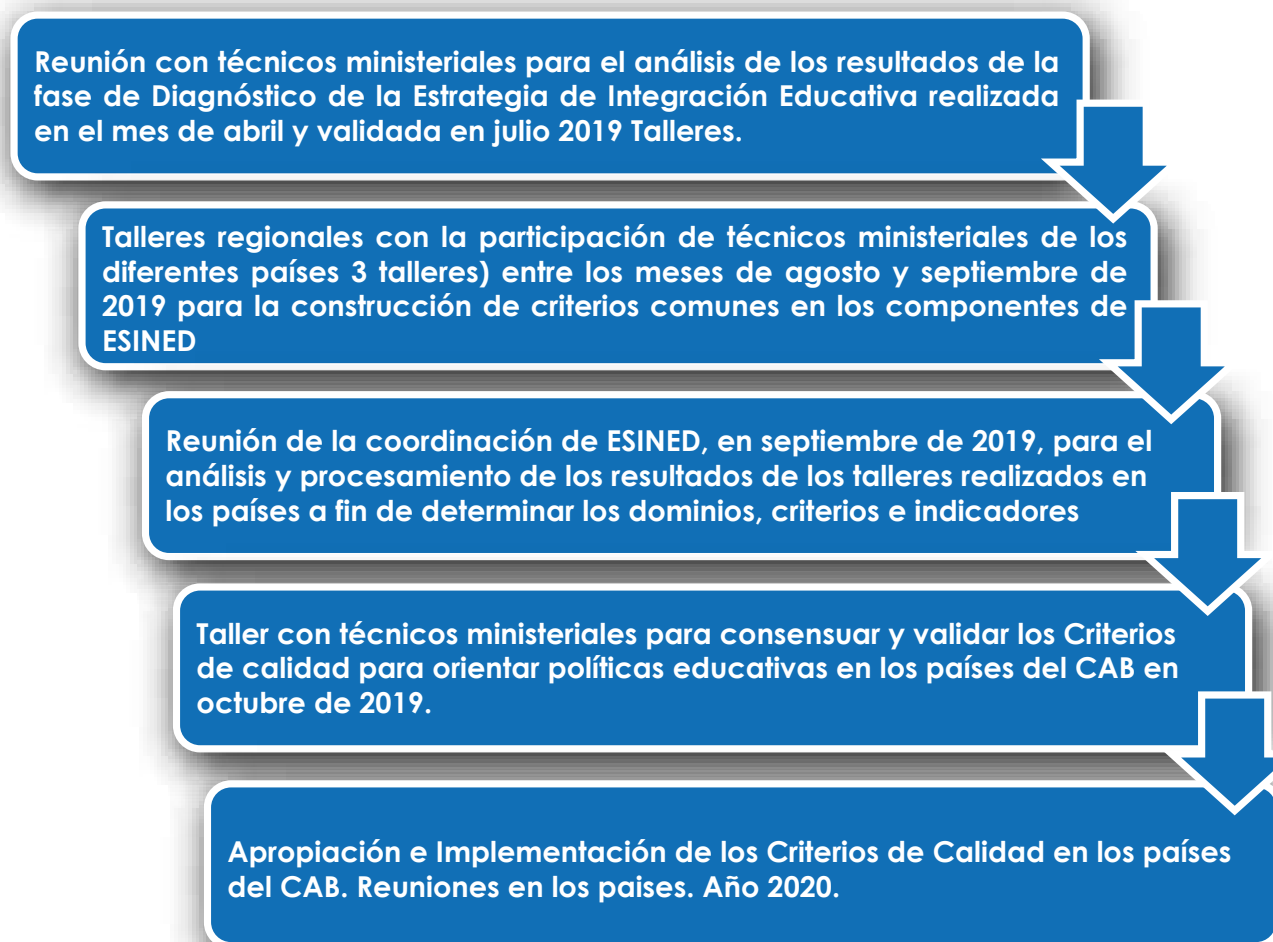 Reunión con técnicos ministeriales para el análisis de los resultados de la
fase de Diagnóstico de la Estrategia de Integración Educativa realizada
en el mes de abril y validada en julio 2019 Talleres.
Talleres regionales con la participación de técnicos ministeriales de los
diferentes países 3 talleres) entre los meses de agosto y septiembre de
2019 para la construcción de criterios comunes en los componentes de
ESINED
Reunión de la coordinación de ESINED, en septiembre de 2019, para el
análisis y procesamiento de los resultados de los talleres realizados en
los países a fin de determinar los dominios, criterios e indicadores
Taller con técnicos ministeriales para consensuar y validar los Criterios
de calidad para orientar políticas educativas en los países del CAB en
octubre de 2019.
Apropiación e Implementación de los Criterios de Calidad en los países
del CAB. Reuniones en los paises. Año 2020.